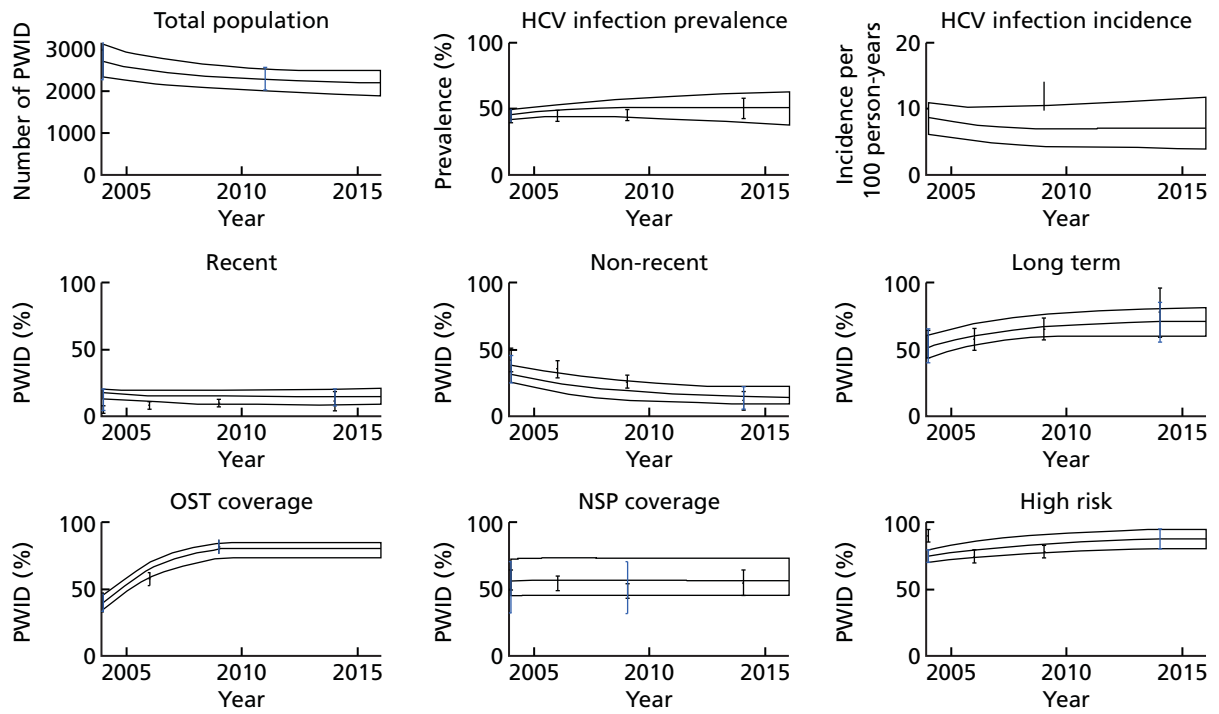 Total population
Number of PWID
3000
2000
1000
0
2005 2010 2015
Year
HCV infection prevalence
Prevalence (%)
100
50
0
2005 2010 2015
Year
HCV infection incidence
Incidence per
100 person-years
20
10
0
2005 2010 2015
Year
Recent
PWID (%)
100
50
0
2005 2010 2015
Year
Non-recent
PWID (%)
100
50
0
2005 2010 2015
Year
Long term
PWID (%)
100
50
0
2005 2010 2015
Year
OST coverage
PWID (%)
100
50
0
2005 2010 2015
Year
NSP coverage
PWID (%)
100
50
0
2005 2010 2015
Year
High risk
PWID (%)
100
50
0
2005 2010 2015
Year